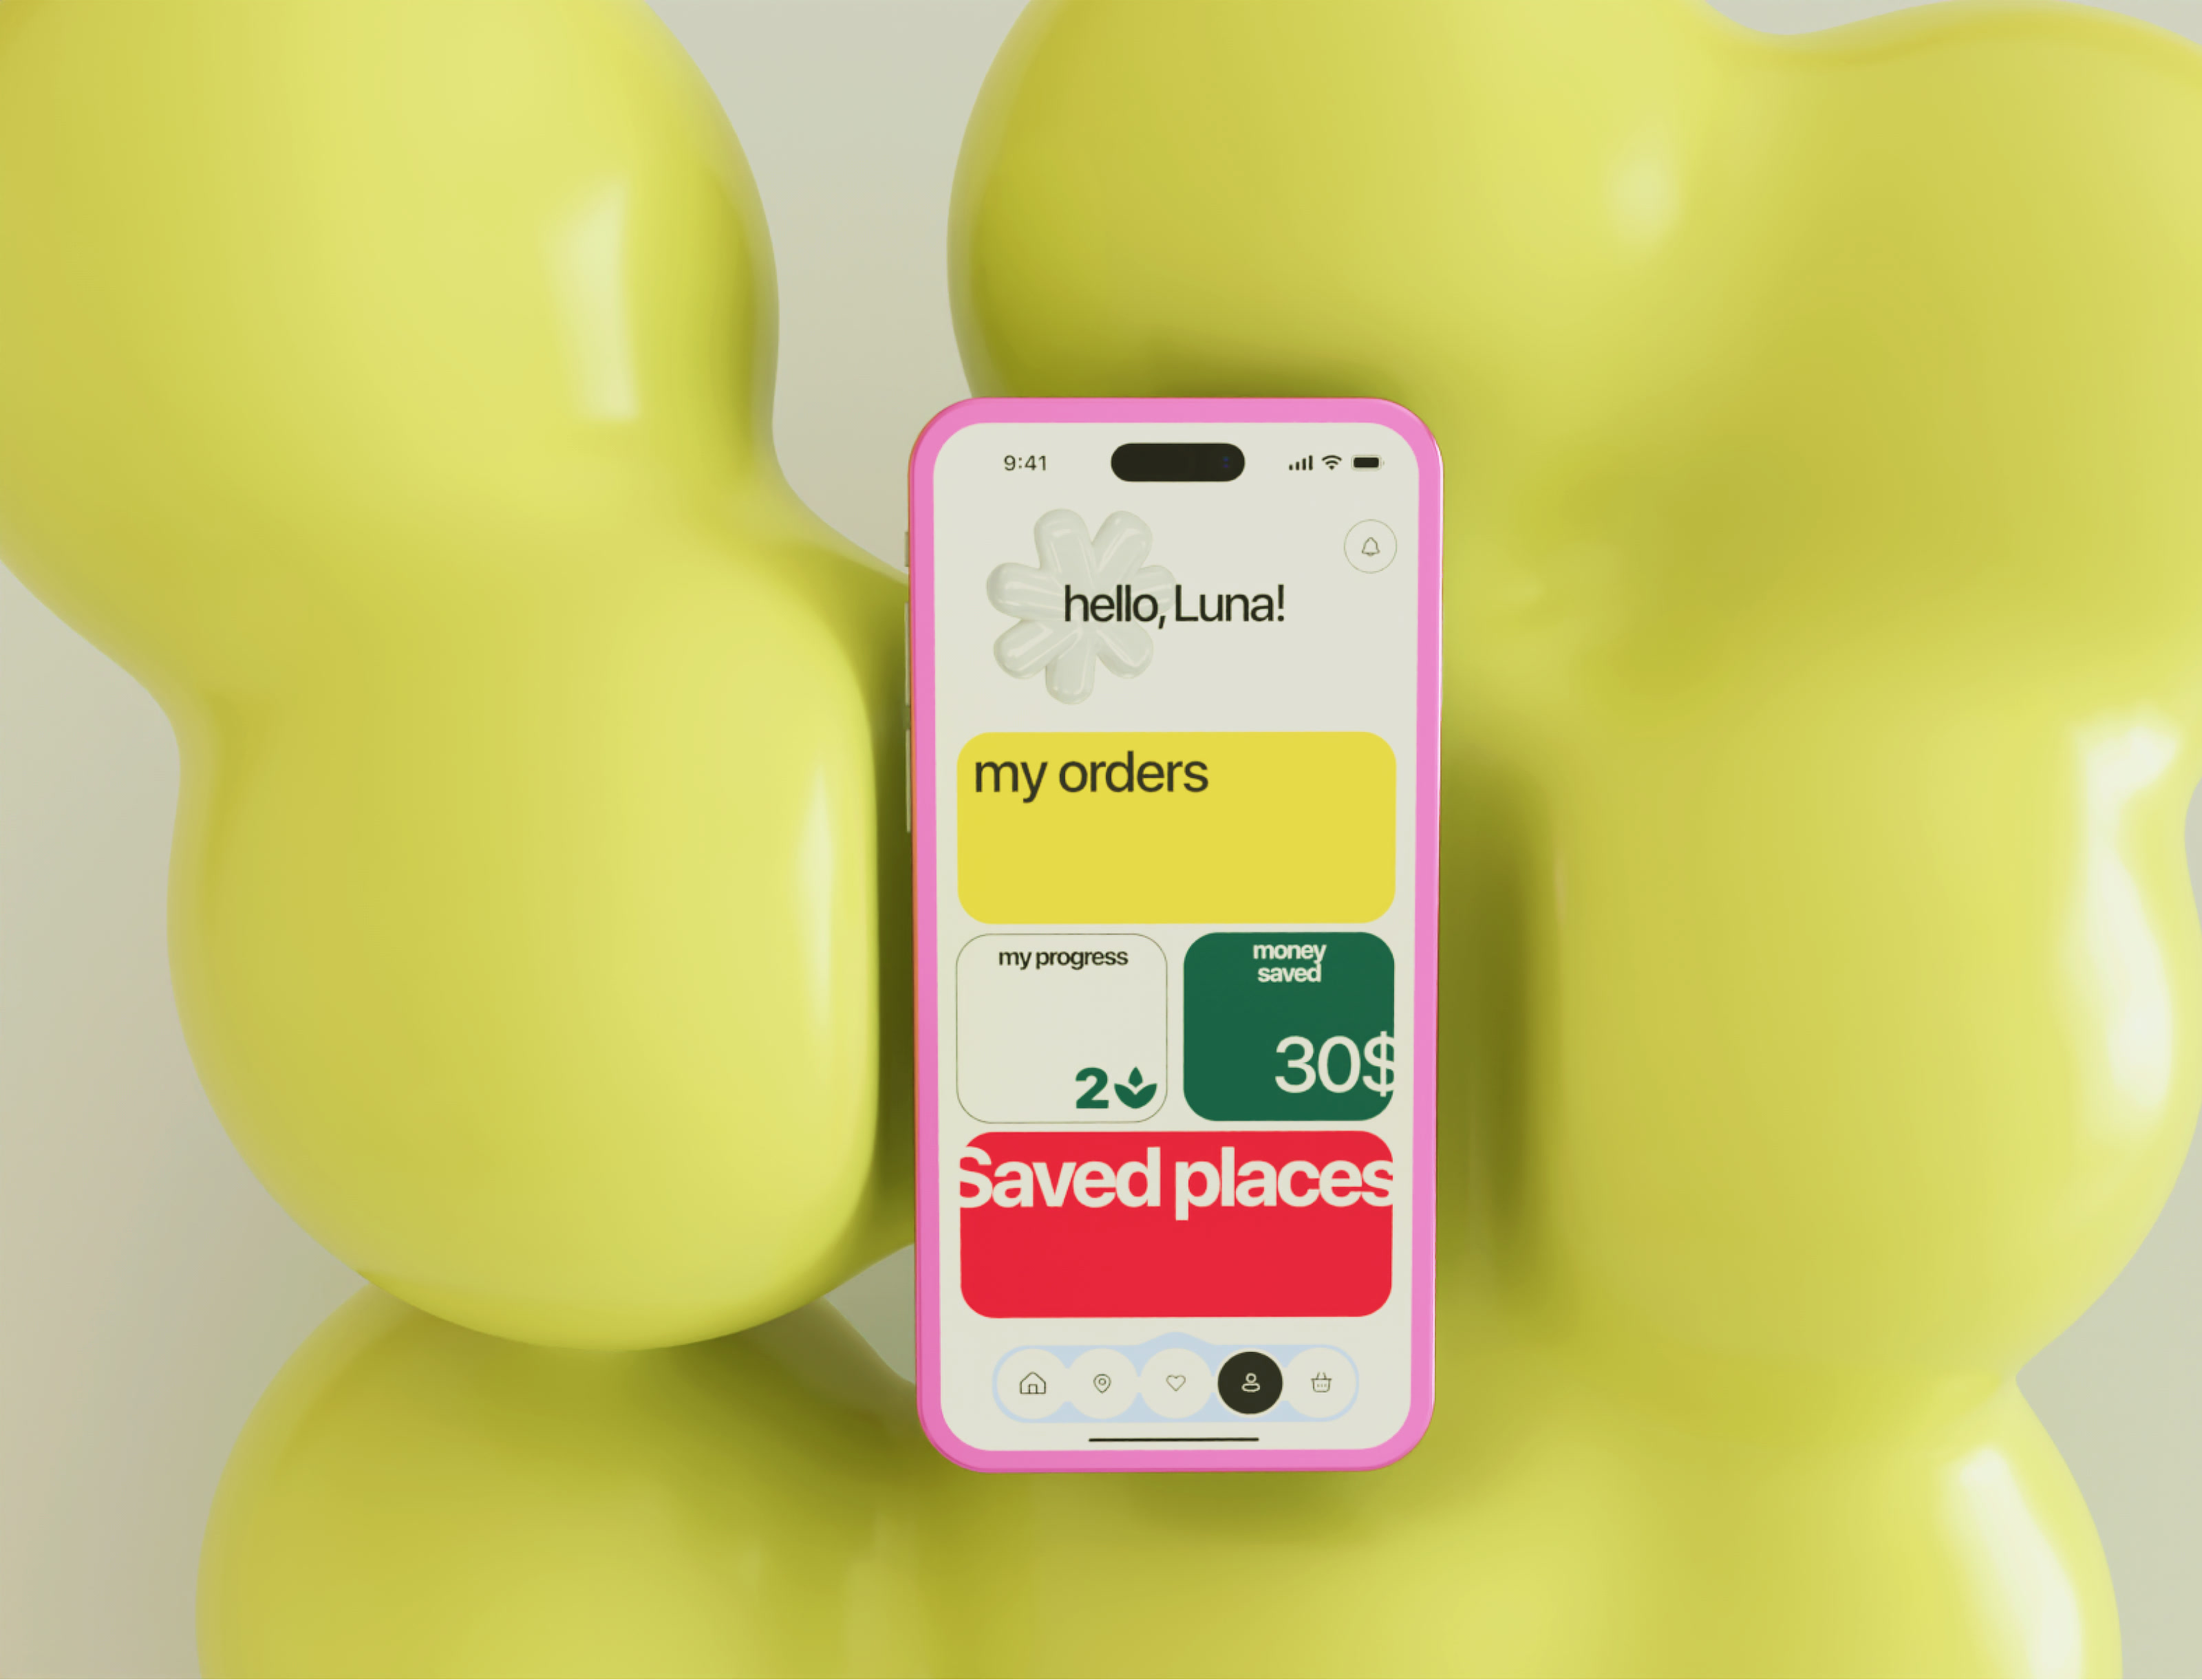 9:41
hello, Luna!
my orders
my progress
money
saved
2
30$
Saved places